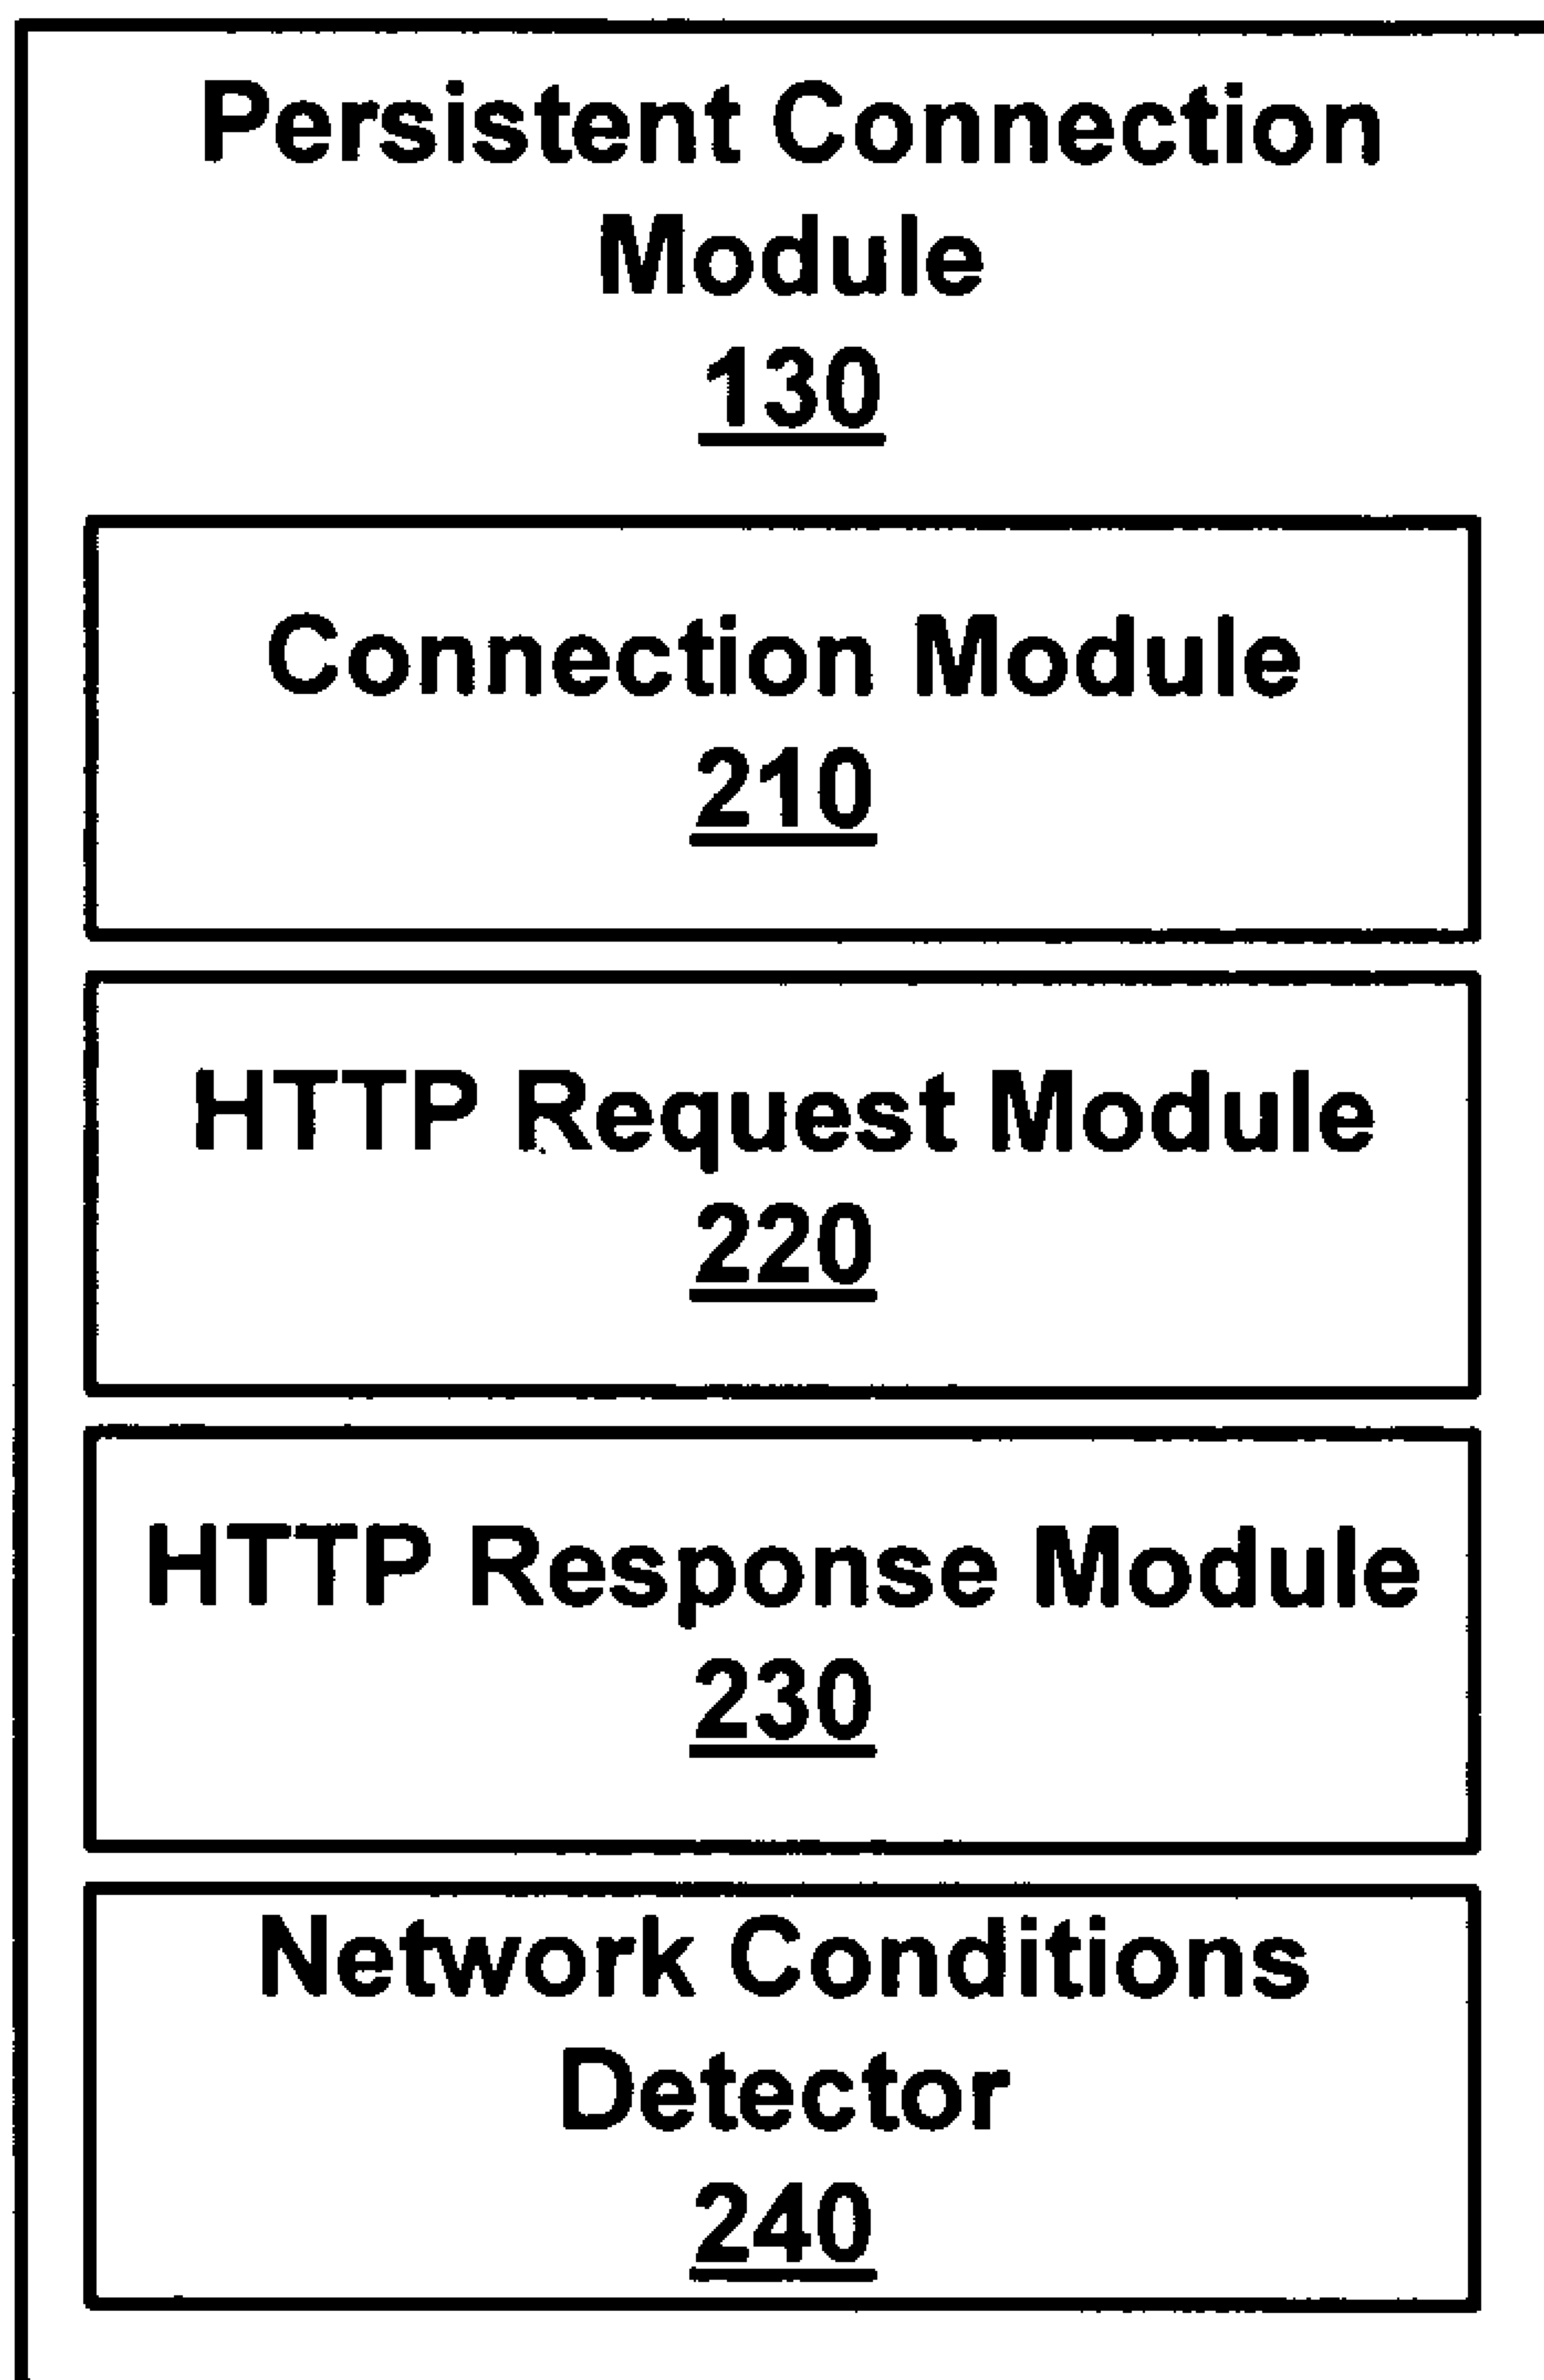 Persistent Connection
Module
130
Connection Module
210
HTTP Request Module
220
HTTP Response Module
230
Network Conditions
Detector
240